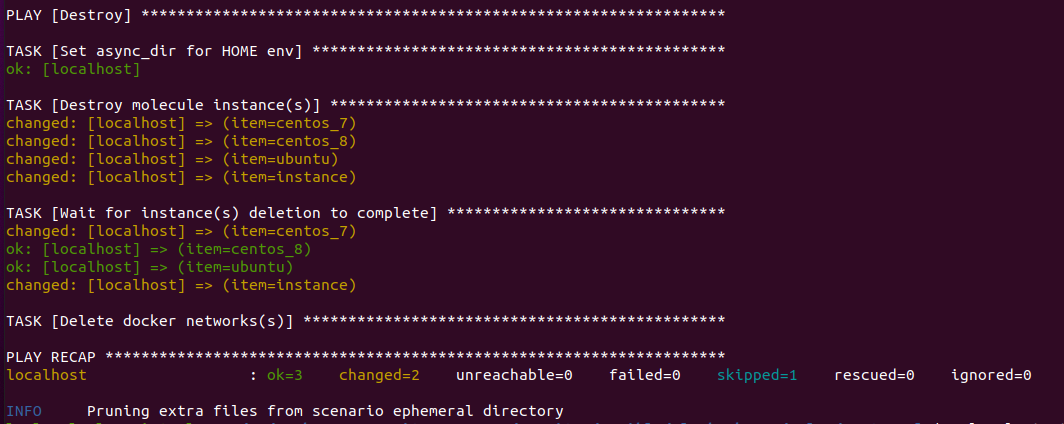 PLAY [Destroy] *****************************************************************
TASK [Set async_dir for HOME env] **********************************************
ok: [localhost]
TASK [Destroy molecule instance(s)] ********************************************
changed: [localhost] => (item=centos_7)
changed: [localhost] => (item=centos_8)
changed: [localhost] => (item=ubuntu)
changed: [localhost] => (item=instance)
TASK [Wait for instance(s) deletion to complete] *******************************
changed: [localhost] => (item=centos_7)
ok: [localhost] => (item=centos_8)
ok: [localhost] => (item=ubuntu)
changed: [localhost] => (item=instance)
TASK [Delete docker networks(s)] ***********************************************
PLAY RECAP *********************************************************************
localhost                  : ok=3    changed=2    unreachable=0    failed=0    skipped=1    rescued=0    ignored=0
INFO     Pruning extra files from scenario ephemeral directory